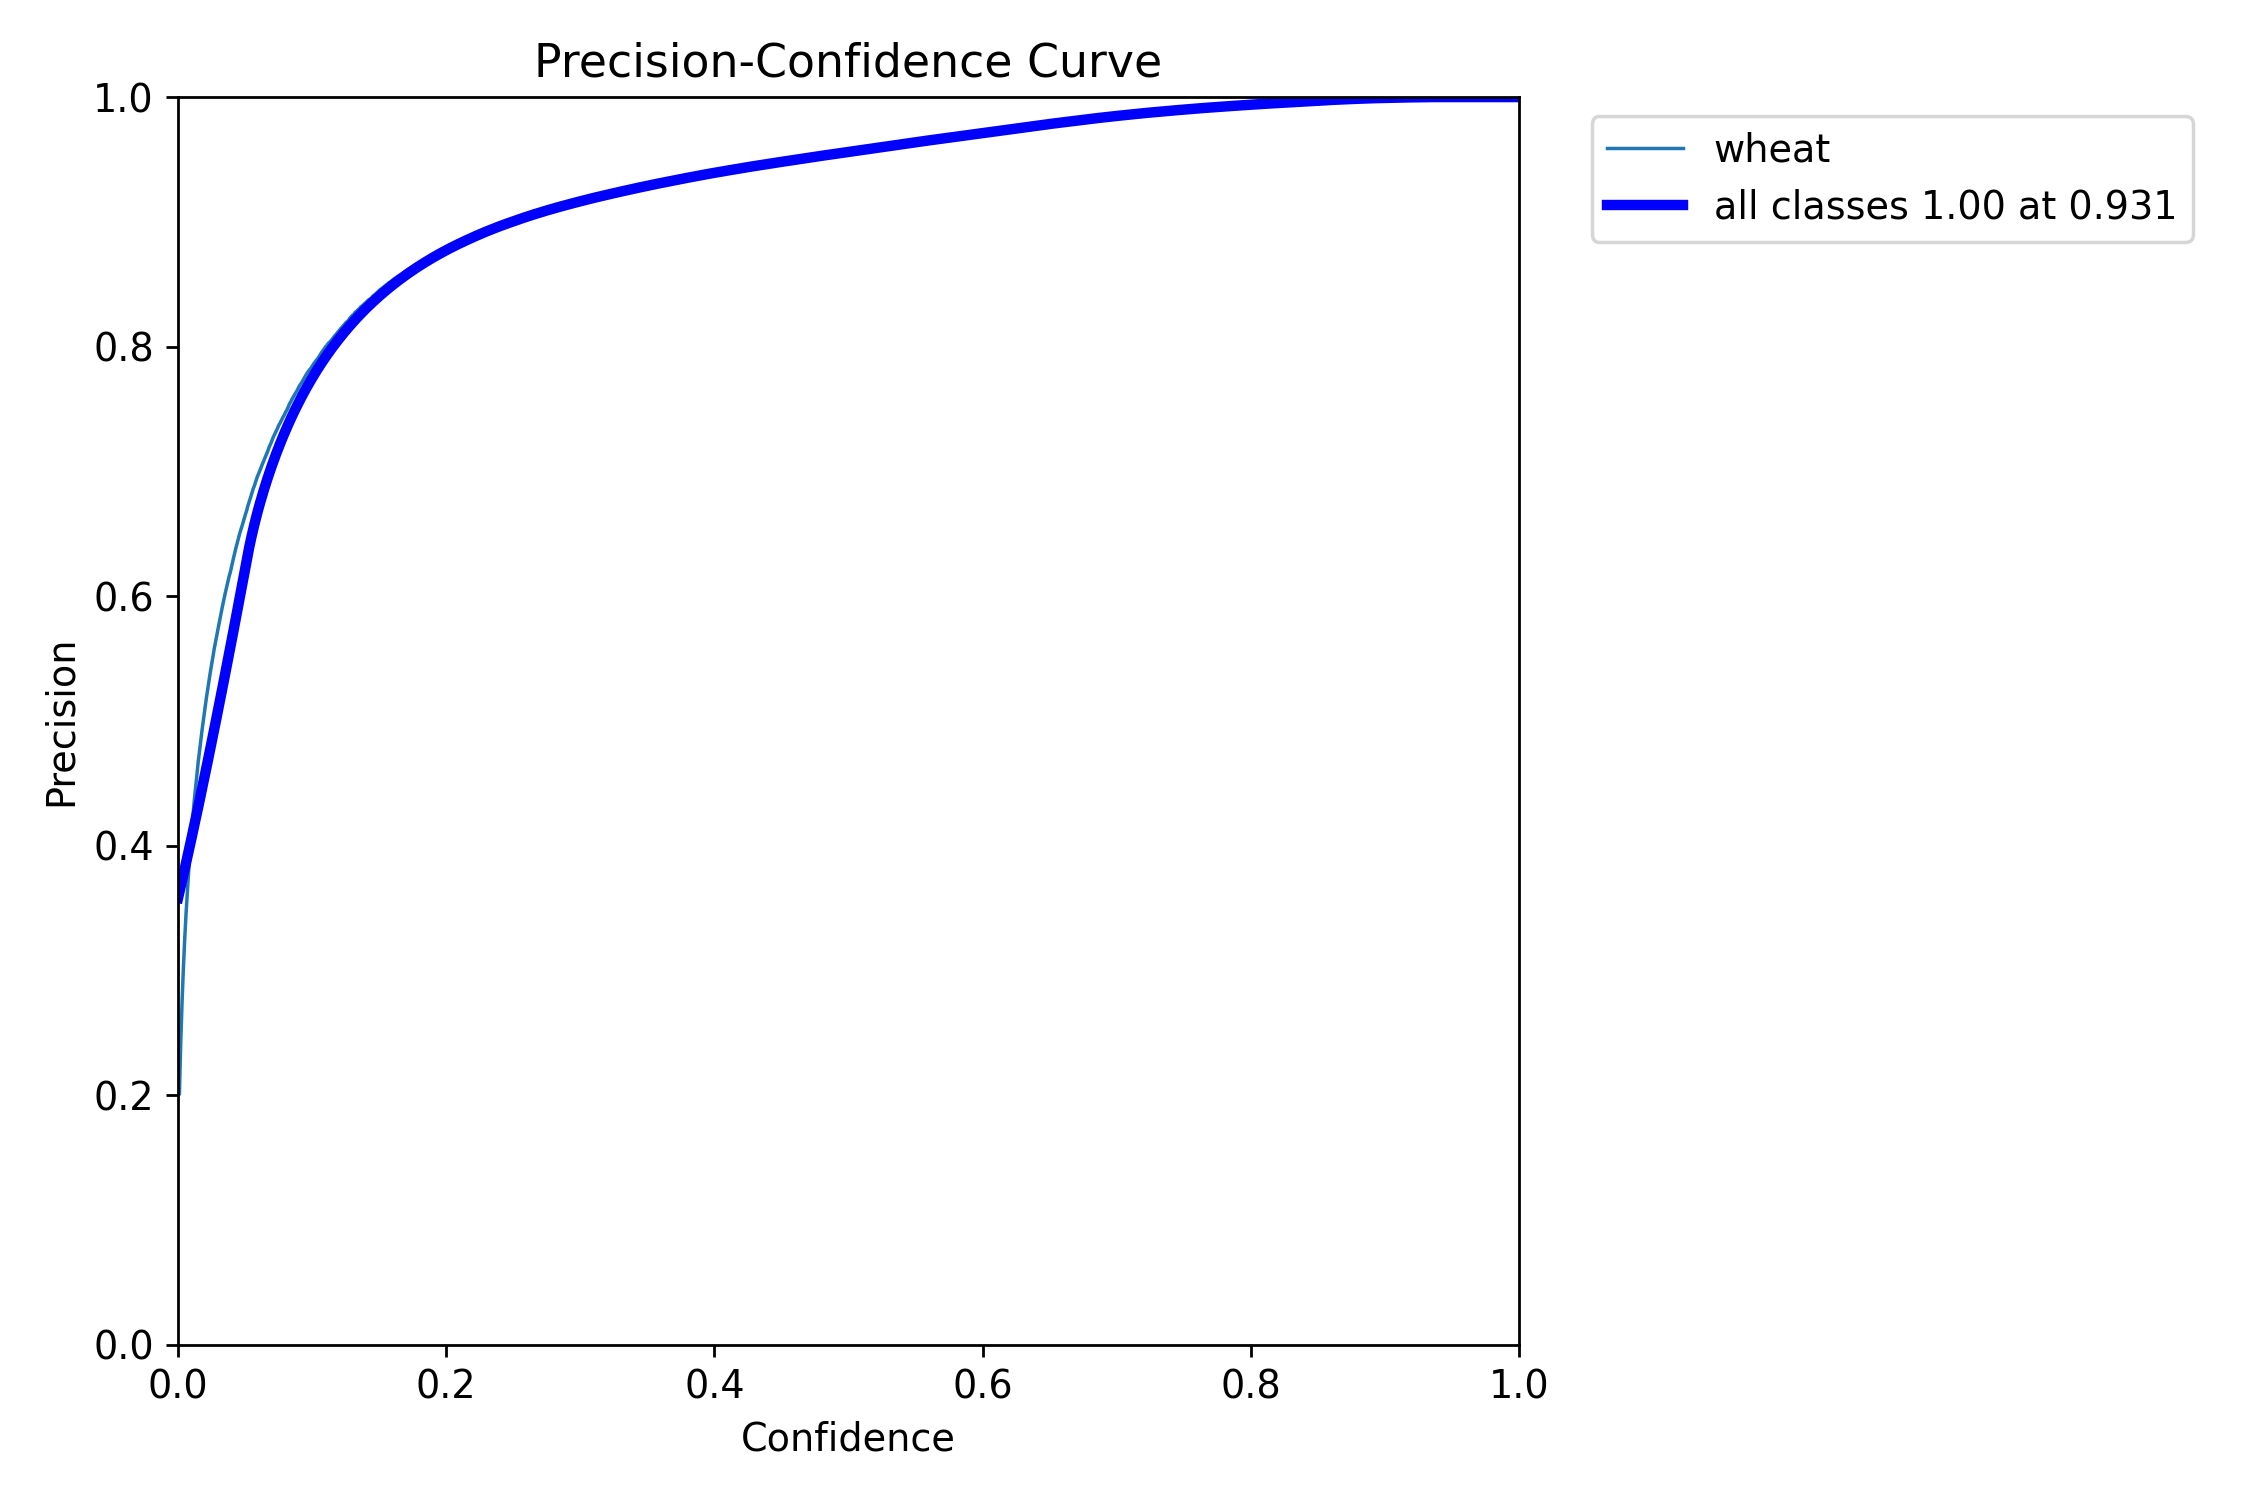 Precision-Confidence Curve
1.0
0.8
0.6
0.4
0.2
0.0
Precision
0.0 0.2 0.4 0.6 0.8 1.0
Confidence
wheat
all classes 1.00 at 0.931